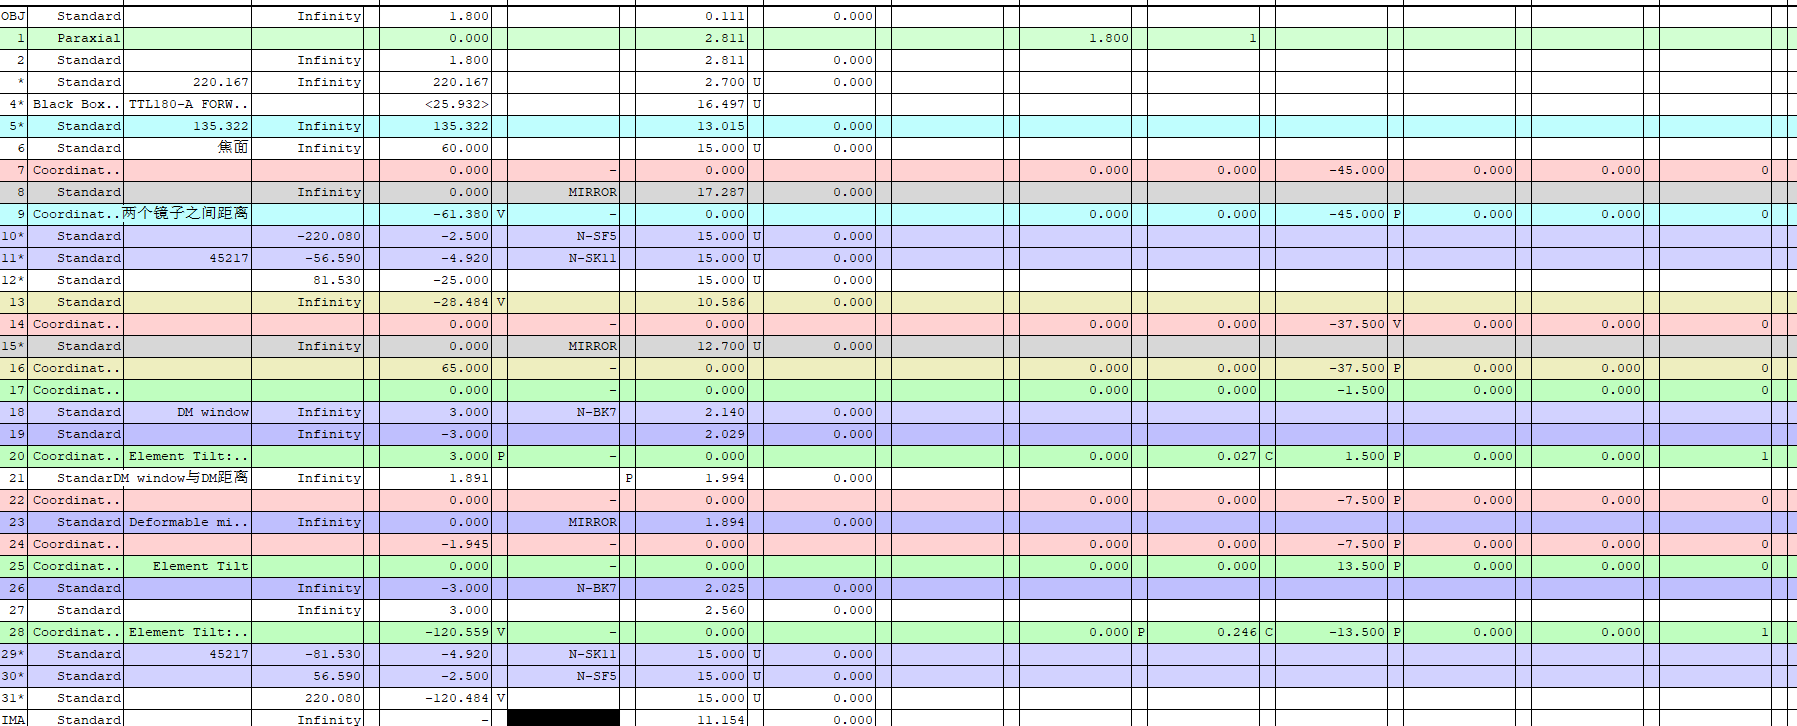 OBJ Standard Infinity 1.800 0.111 0.000
1 Paraxial 0.000 2.811 1.800 1
2 Standard Infinity 1.800 2.811 0.000
* Standard 220.167 Infinity 220.167 2.700 U 0.000
4* Black Box.. TTL180-A FORW.. <25.932> 16.497 U
5* Standard 135.322 Infinity 135.322 13.015 0.000
6 Standard 焦面 Infinity 60.000 15.000 U 0.000
7 Coordinat.. 0.000 - 0.000 0.000 0.000 -45.000 0.000 0.000 0
8 Standard Infinity 0.000 MIRROR 17.287 0.000
9 Coordinat.. 两个镜子之间距离 -61.380 V - 0.000 0.000 0.000 -45.000 P 0.000 0.000 0
10* Standard -220.080 -2.500 N-SF5 15.000 U 0.000
11* Standard 45217 -56.590 -4.920 N-SK11 15.000 U 0.000
12* Standard 81.530 -25.000 15.000 U 0.000
13 Standard Infinity -28.484 V 10.586 0.000
14 Coordinat.. 0.000 - 0.000 0.000 0.000 -37.500 V 0.000 0.000 0
15* Standard Infinity 0.000 MIRROR 12.700 U 0.000
16 Coordinat.. 65.000 - 0.000 0.000 0.000 -37.500 P 0.000 0.000 0
17 Coordinat.. 0.000 - 0.000 0.000 0.000 -1.500 0.000 0.000 0
18 Standard DM window Infinity 3.000 N-BK7 2.140 0.000
19 Standard Infinity -3.000 2.029 0.000
20 Coordinat.. Element Tilt:.. 3.000 P - 0.000 0.000 0.027 C 1.500 P 0.000 0.000 1
21 Standar DM window与DM距离 Infinity 1.891 P 1.994 0.000
22 Coordinat.. 0.000 - 0.000 0.000 0.000 -7.500 P 0.000 0.000 0
23 Standard Deformable mi.. Infinity 0.000 MIRROR 1.894 0.000
24 Coordinat.. -1.945 - 0.000 0.000 0.000 -7.500 P 0.000 0.000 0
25 Coordinat.. Element Tilt 0.000 - 0.000 0.000 0.000 13.500 P 0.000 0.000 0
26 Standard Infinity -3.000 N-BK7 2.025 0.000
27 Standard Infinity 3.000 2.560 0.000
28 Coordinat.. Element Tilt:.. -120.559 V - 0.000 0.000 P 0.246 C -13.500 P 0.000 0.000 1
29* Standard 45217 -81.530 -4.920 N-SK11 15.000 U 0.000
30* Standard 56.590 -2.500 N-SF5 15.000 U 0.000
31* Standard 220.080 -120.484 V 15.000 U 0.000
IMA Standard Infinity - 11.154 0.000